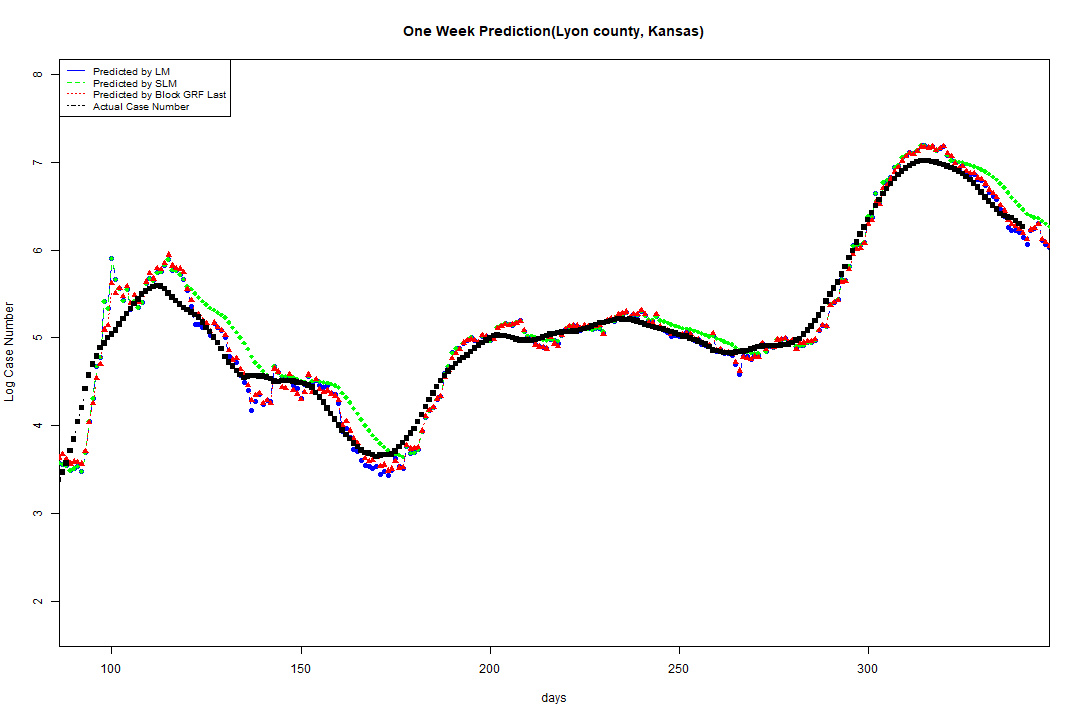 One Week Prediction(Lyon county, Kansas)
Predicted by LM
Predicted by SLM
Predicted by Block GRF Last
Actual Case Number
8
7
6
5
4
3
2
Log Case Number
100 150 200 250 300
days